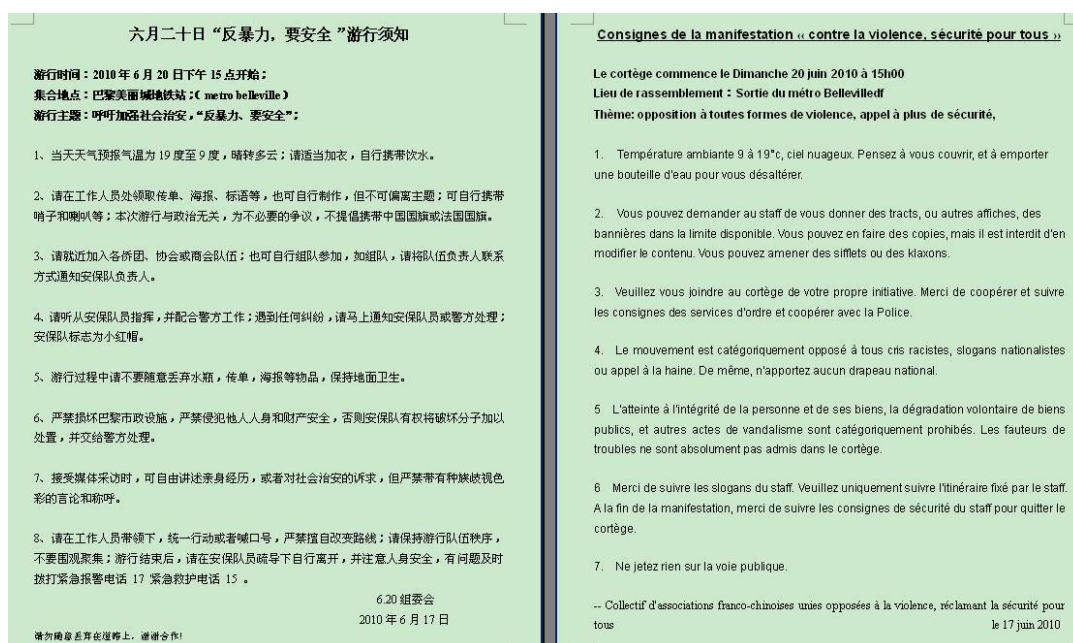 六月二十日“反暴力，要安全”游行须知
游行时间：2010年6月20日下午15点开始；
集合地点：巴黎美丽城地铁站；( metro belleville )
游行主题：呼吁加强社会治安，“反暴力、要安全”；
1、当天天气预报气温为 19 度至 9 度，晴转多云；请适当加衣，自行携带饮水。
2、请在工作人员处领取传单、海报、标语等，也可自行制作，但不可偏离主题；可自行携带
哨子和喇叭等；本次游行与政治无关，为不必要的争议，不提倡携带中国国旗或法国国旗。
3、请就近加入各侨团、协会或商会队伍；也可自行组队参加，如组队，请将队伍负责人联系
方式通知安保队负责人。
4、请听从安保队员指挥，并配合警方工作；遇到任何纠纷，请马上通知安保队员或警方处理；
安保队标志为小红帽。
5、游行过程中请不要随意丢弃水瓶，传单，海报等物品，保持地面卫生。
6、严禁损坏巴黎市政设施，严禁侵犯他人人身和财产安全，否则安保队有权将破坏分子加以
处置，并交给警方处理。
7、接受媒体采访时，可自由讲述亲身经历，或者对社会治安的诉求，但严禁带有种族歧视色
彩的言论和称呼。
8、请在工作人员带领下，统一行动或者喊口号，严禁擅自改变路线；请保持游行队伍秩序，
不要围观聚集；游行结束后，请在安保队员疏导下自行离开，并注意人身安全，有问题及时
拨打紧急报警电话 17 紧急救护电话 15 。
6.20 组委会
2010 年 6 月 17 日
请勿随意丢弃在道路上，谢谢合作！
Consignes de la manifestation « contre la violence, sécurité pour tous »
Le cortège commence le Dimanche 20 juin 2010 à 15h00
Lieu de rassemblement : Sortie du métro Bellevilledf
Thème: opposition à toutes formes de violence, appel à plus de sécurité,
1. Température ambiante 9 à 19°c, ciel nuageux. Pensez à vous couvrir, et à emporter
une bouteille d'eau pour vous désaltérer.
2. Vous pouvez demander au staff de vous donner des tracts, ou autres affiches, des
bannières dans la limite disponible. Vous pouvez en faire des copies, mais il est interdit d'en
modifier le contenu. Vous pouvez amener des sifflets ou des klaxons.
3. Veuillez vous joindre au cortège de votre propre initiative. Merci de coopérer et suivre
les consignes des services d'ordre et coopérer avec la Police.
4. Le mouvement est catégoriquement opposé à tous cris racistes, slogans nationalistes
ou appel à la haine. De même, n'apportez aucun drapeau national.
5 L'atteinte à l'intégrité de la personne et de ses biens, la dégradation volontaire de biens
publics, et autres actes de vandalisme sont catégoriquement prohibés. Les fauteurs de
troubles ne sont absolument pas admis dans le cortège.
6 Merci de suivre les slogans du staff. Veuillez uniquement suivre l'itinéraire fixé par le staff.
A la fin de la manifestation, merci de suivre les consignes de sécurité du staff pour quitter le
cortège.
7. Ne jetez rien sur la voie publique.
-- Collectif d'associations franco-chinoises unies opposées à la violence, réclamant la sécurité pour
tous le 17 juin 2010